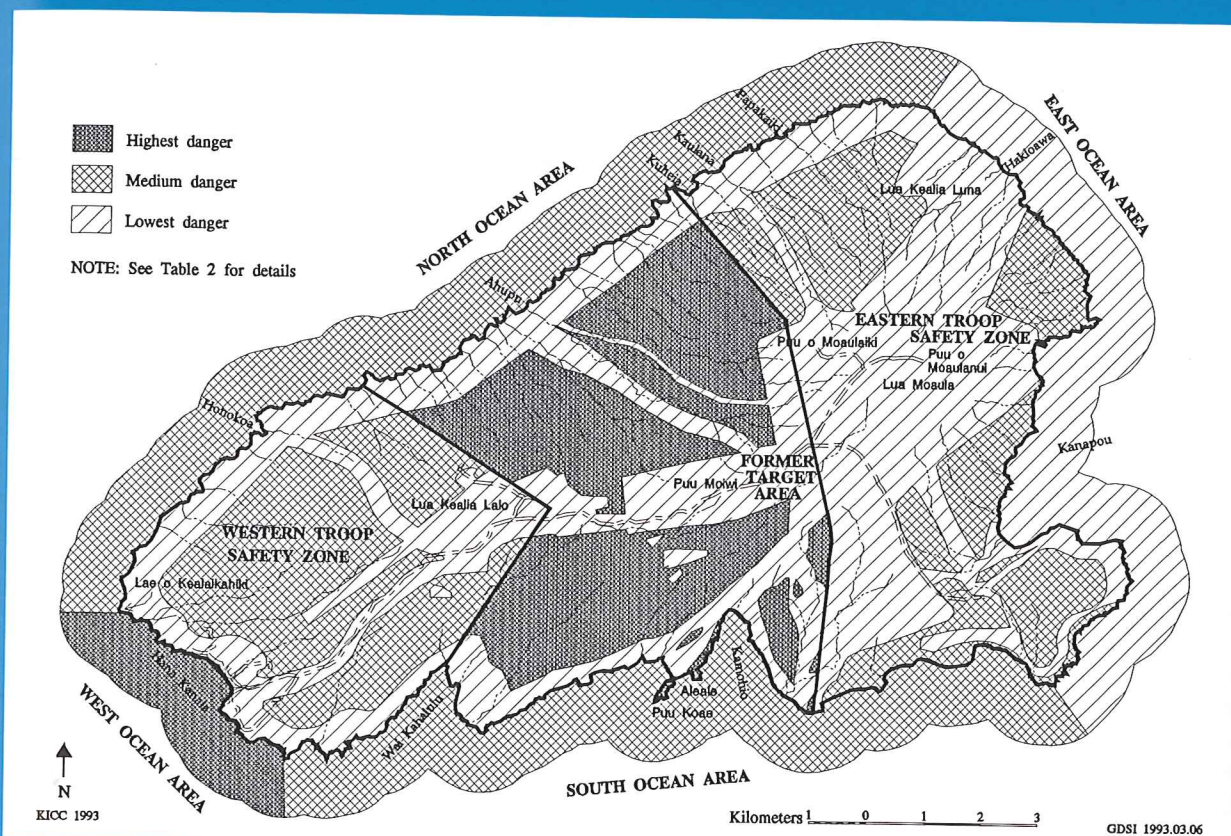 Highest danger
Medium danger
Lowest danger
NOTE: See Table 2 for details
NORTH OCEAN AREA
EAST OCEAN AREA
Papakaiki
Kaulana
Kuheia
Hakioawa
Lua Kealia Luna
Ahupu
EASTERN TROOP
SAFETY ZONE
Puu o Moaulaiki
Puu o
Moaulanui
Lua Moaula
Honokoa
Kanapou
FORMER
TARGET
AREA
Puu Moiwi
Lua Kealia Lalo
WESTERN TROOP
SAFETY ZONE
Lae o Kealaikahiki
WEST OCEAN AREA
Wai Kahalulu
Aleale
Puu Koae
Kamohio
SOUTH OCEAN AREA
N
KICC 1993
Kilometers 1 0 1 2 3
GDSI 1993.03.06